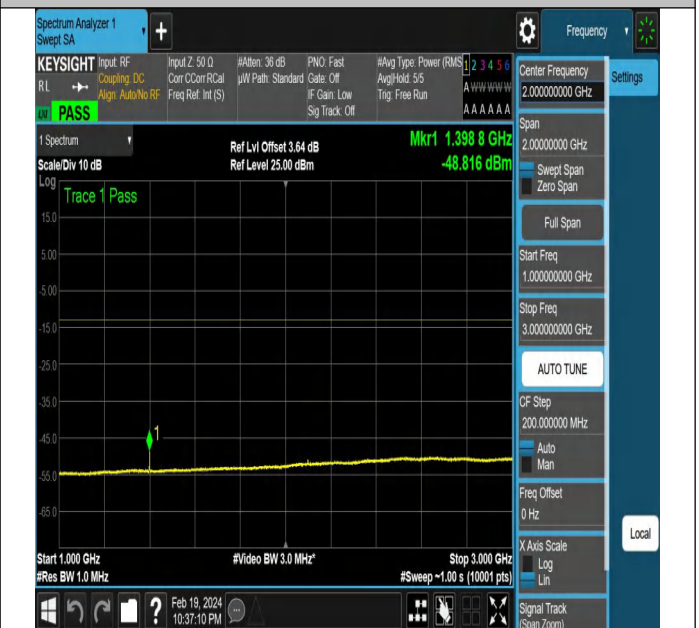 Spectrum Analyzer 1
Swept SA
+
Frequency
KEYSIGHT
Input: RF
Coupling: DC
Align: Auto/No RF
Input Z: 50 Ω
Corr CCorr RCal
Freq Ref: Int (S)
#Atten: 36 dB
µW Path: Standard
PNO: Fast
Gate: Off
IF Gain: Low
Sig Track: Off
#Avg Type: Power (RMS
Avg|Hold: 5/5
Trig: Free Run
1 2 3 4 5 6
A W W W W W
A A A A A A
RL
PASS
1 Spectrum
Scale/Div 10 dB
Ref Lvl Offset 3.64 dB
Ref Level 25.00 dBm
Mkr1 1.398 8 GHz
-48.816 dBm
Log
Trace 1 Pass
15.0
5.00
-5.00
-15.0
-25.0
-35.0
-45.0
-55.0
-65.0
1
Start 1.000 GHz
#Res BW 1.0 MHz
#Video BW 3.0 MHz*
Stop 3.000 GHz
#Sweep ~1.00 s (10001 pts)
?
Feb 19, 2024
10:37:10 PM
Center Frequency
2.000000000 GHz
Settings
Span
2.00000000 GHz
Swept Span
Zero Span
Full Span
Start Freq
1.000000000 GHz
Stop Freq
3.000000000 GHz
AUTO TUNE
CF Step
200.000000 MHz
Auto
Man
Freq Offset
0 Hz
X Axis Scale
Log
Lin
Local
Signal Track
(Span Zoom)